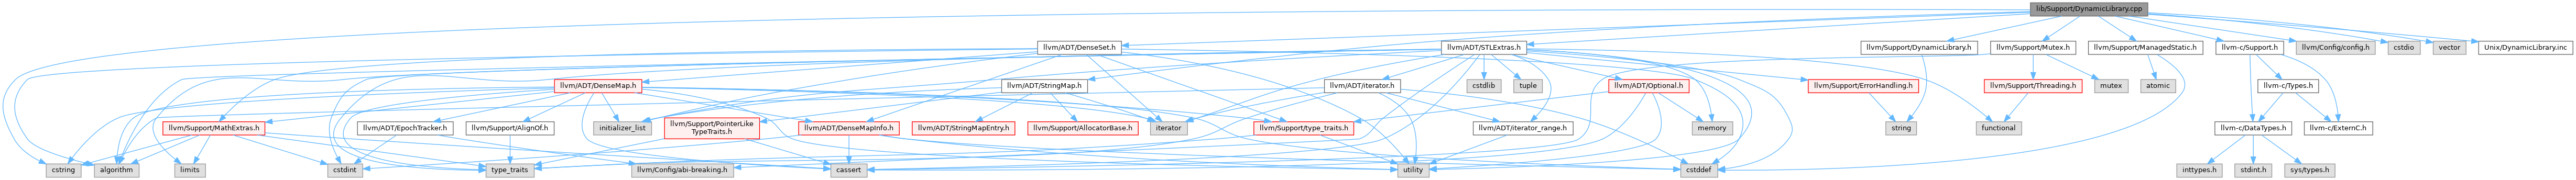 lib/Support/DynamicLibrary.cpp
llvm/ADT/DenseSet.h
llvm/ADT/STLExtras.h
llvm/Support/DynamicLibrary.h
llvm/Support/Mutex.h
llvm/Support/ManagedStatic.h
llvm-c/Support.h
llvm/Config/config.h
cstdio
vector
Unix/DynamicLibrary.inc
llvm/ADT/DenseMap.h
llvm/ADT/StringMap.h
llvm/ADT/iterator.h
cstdlib
tuple
llvm/ADT/Optional.h
llvm/Support/ErrorHandling.h
llvm/Support/Threading.h
mutex
atomic
llvm-c/Types.h
llvm/Support/MathExtras.h
llvm/ADT/EpochTracker.h
llvm/Support/AlignOf.h
initializer_list
llvm/Support/PointerLike
TypeTraits.h
llvm/ADT/DenseMapInfo.h
llvm/ADT/StringMapEntry.h
llvm/Support/AllocatorBase.h
iterator
llvm/Support/type_traits.h
llvm/ADT/iterator_range.h
memory
string
functional
llvm-c/DataTypes.h
llvm-c/ExternC.h
cstring
algorithm
limits
cstdint
type_traits
llvm/Config/abi-breaking.h
cassert
utility
cstddef
inttypes.h
stdint.h
sys/types.h